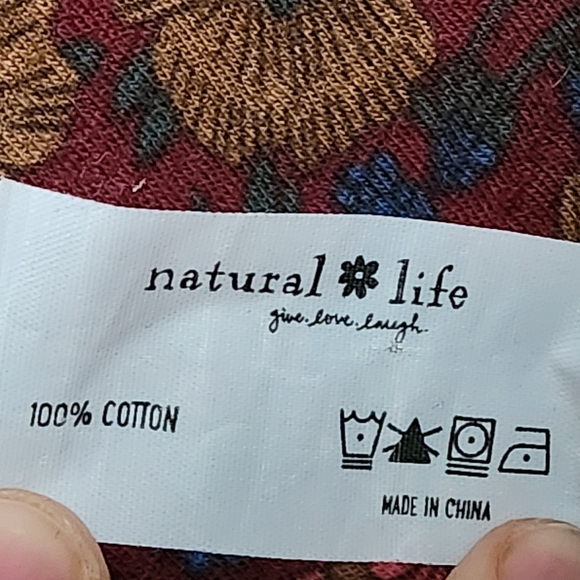 natural life
give.love.laugh.
100% COTTON
MADE IN CHINA